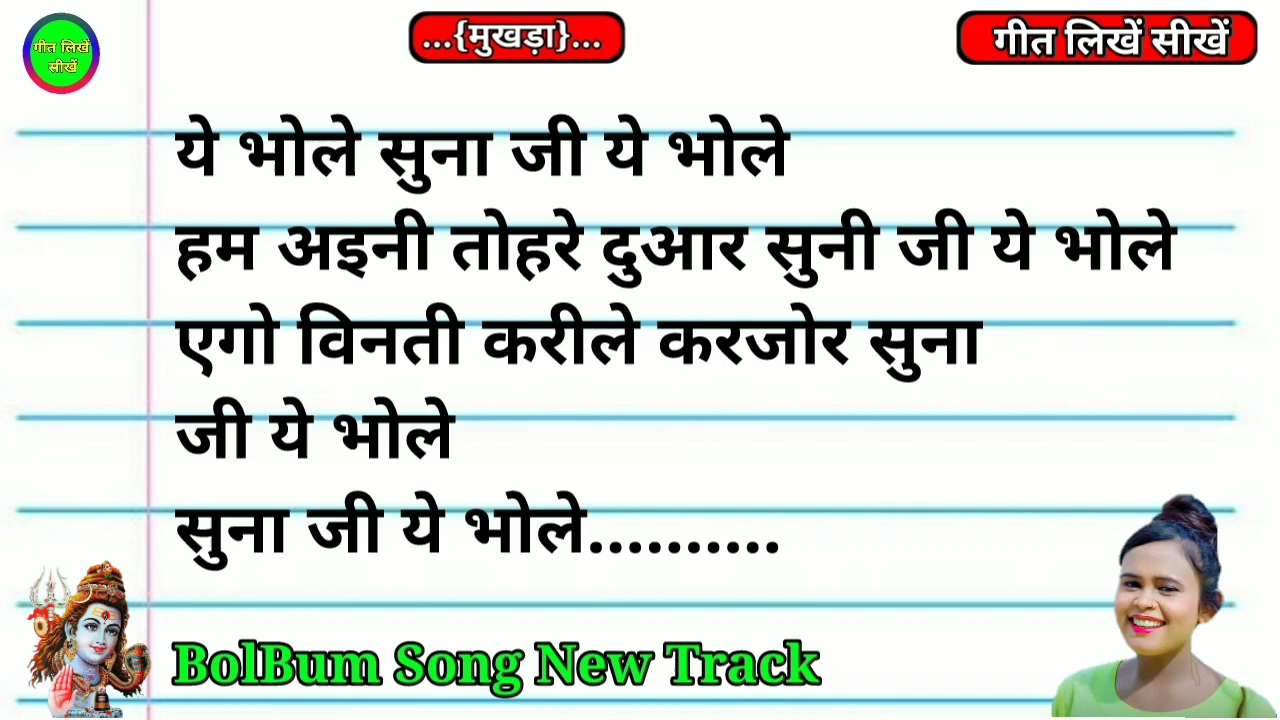 गीत लिखें
सीखें
...{मुखड़ा}...
गीत लिखें सीखें
ये भोले सुना जी ये भोले
हम अइनी तोहरे दुआर सुनी जी ये भोले
एगो विनती करीले करजोर सुना
जी ये भोले
सुना जी ये भोले..........
BolBum Song New Track